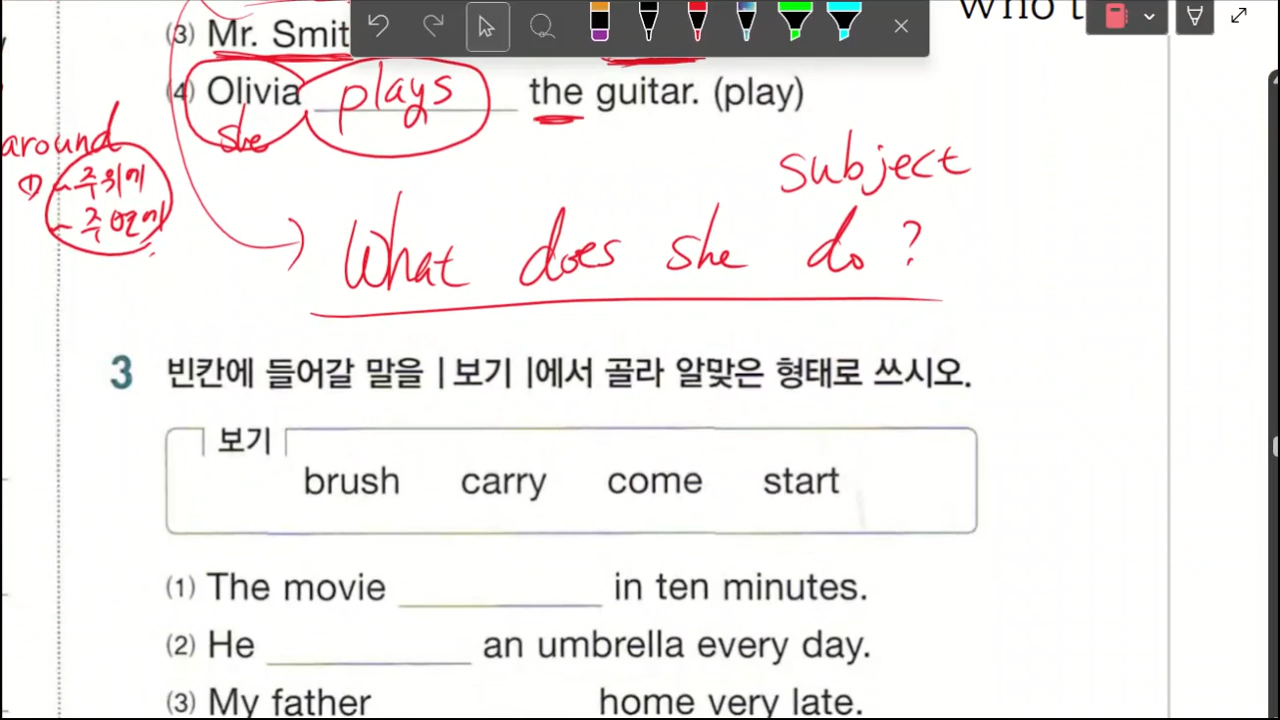 who t
(3) Mr. Smit
(4) Olivia plays the guitar. (play)
she
around
① ~주위에
~주변에
subject
What does she do?
3 빈칸에 들어갈 말을 | 보기 |에서 골라 알맞은 형태로 쓰시오.
보기
brush carry come start
(1) The movie ____________ in ten minutes.
(2) He ____________ an umbrella every day.
(3) My father ____________ home very late.